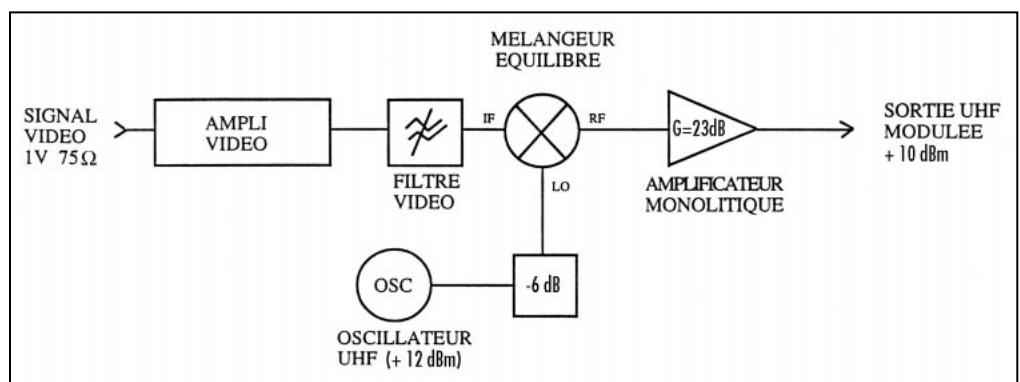 MELANGEUR
EQUILIBRE
SIGNAL
VIDEO
1V 75Ω
AMPLI
VIDEO
IF
RF
G=23dB
SORTIE UHF
MODULEE
+ 10 dBm
FILTRE
VIDEO
LO
AMPLIFICATEUR
MONOLITIQUE
OSC
-6 dB
OSCILLATEUR
UHF (+ 12 dBm)